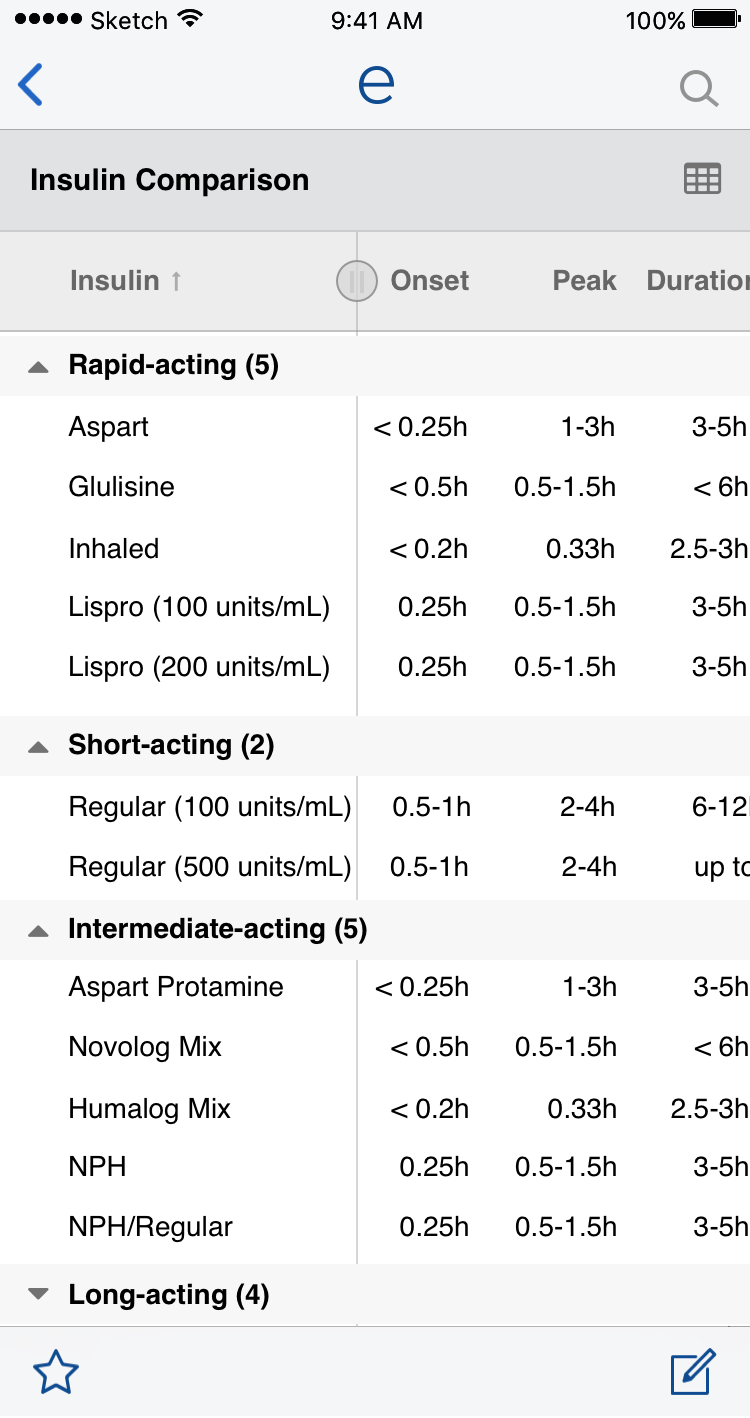 Sketch 9:41 AM 100%
e
Insulin Comparison
Insulin ↑ Onset Peak Duration
Rapid-acting (5)
Aspart < 0.25h 1-3h 3-5h
Glulisine < 0.5h 0.5-1.5h < 6h
Inhaled < 0.2h 0.33h 2.5-3h
Lispro (100 units/mL) 0.25h 0.5-1.5h 3-5h
Lispro (200 units/mL) 0.25h 0.5-1.5h 3-5h
Short-acting (2)
Regular (100 units/mL) 0.5-1h 2-4h 6-12
Regular (500 units/mL) 0.5-1h 2-4h up to
Intermediate-acting (5)
Aspart Protamine < 0.25h 1-3h 3-5h
Novolog Mix < 0.5h 0.5-1.5h < 6h
Humalog Mix < 0.2h 0.33h 2.5-3h
NPH 0.25h 0.5-1.5h 3-5h
NPH/Regular 0.25h 0.5-1.5h 3-5h
Long-acting (4)